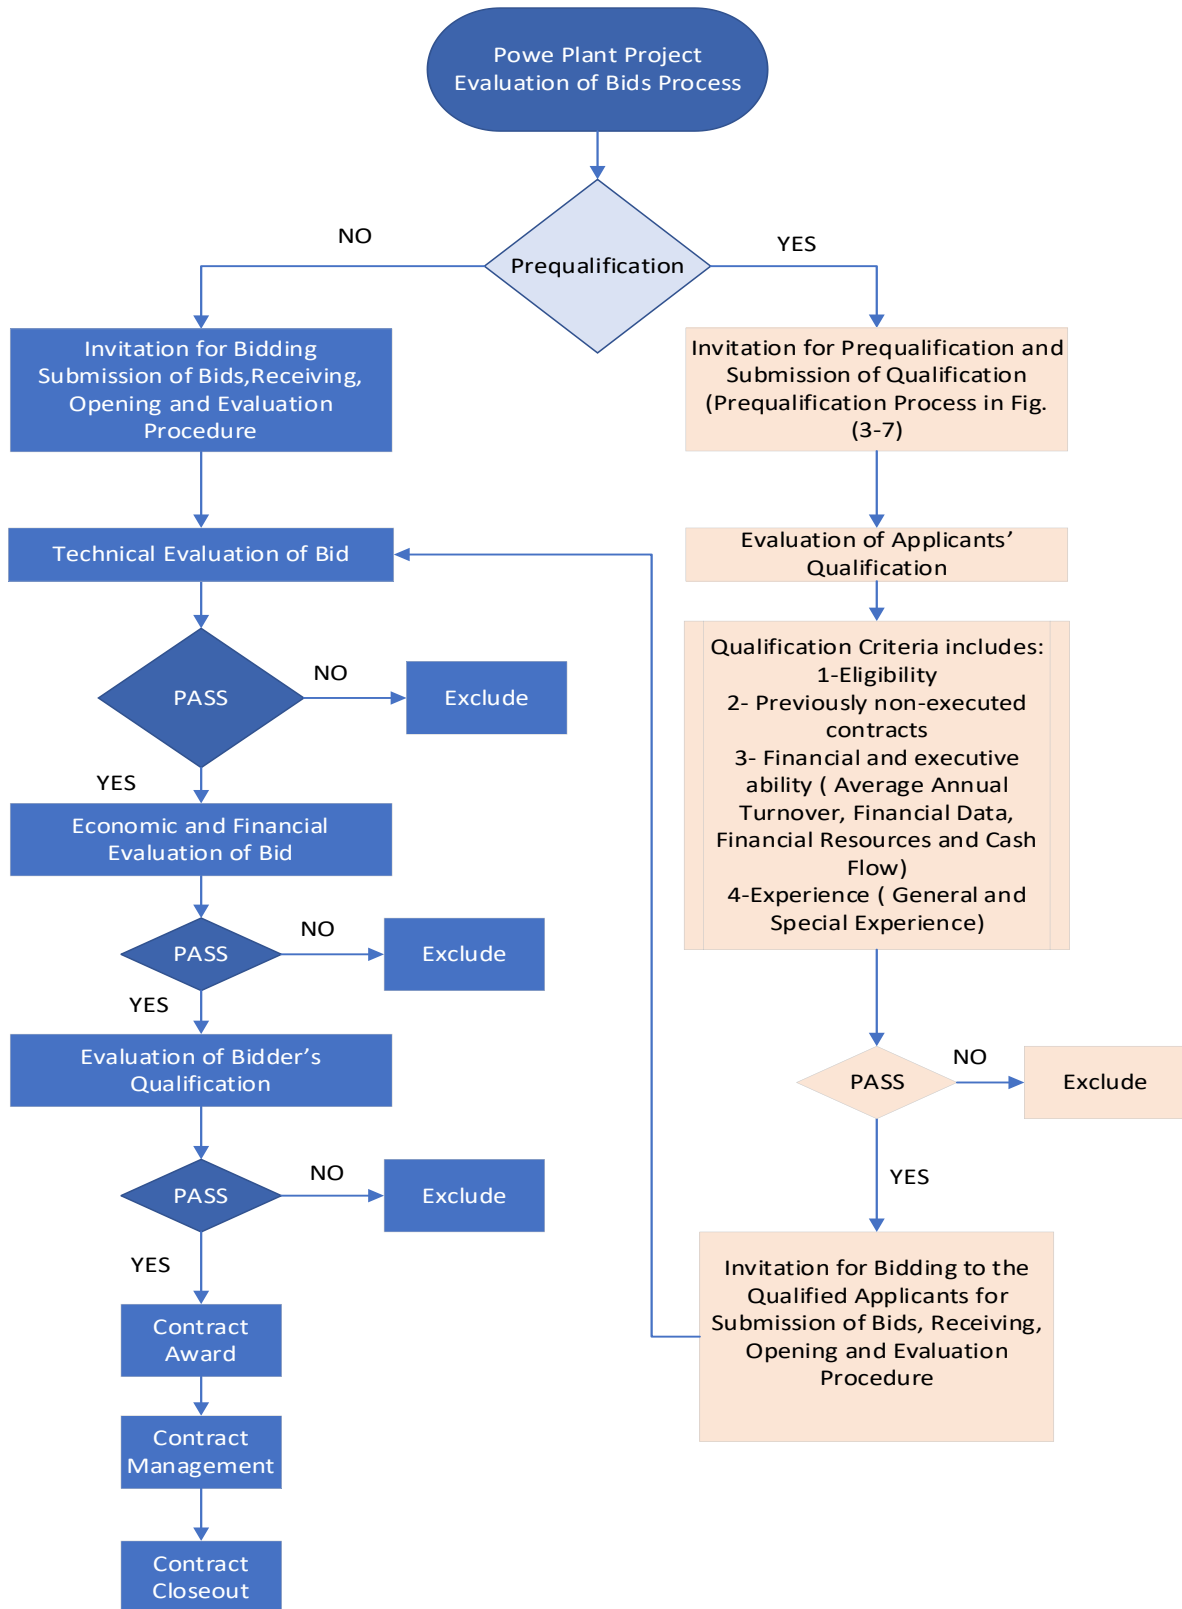 Powe Plant Project
Evaluation of Bids Process
Prequalification
NO
YES
Invitation for Bidding
Submission of Bids,Receiving,
Opening and Evaluation
Procedure
Invitation for Prequalification and
Submission of Qualification
(Prequalification Process in Fig.
(3-7)
Technical Evaluation of Bid
Evaluation of Applicants’
Qualification
PASS
NO
Exclude
YES
Qualification Criteria includes:
1-Eligibility
2- Previously non-executed
contracts
3- Financial and executive
ability ( Average Annual
Turnover, Financial Data,
Financial Resources and Cash
Flow)
4-Experience ( General and
Special Experience)
Economic and Financial
Evaluation of Bid
PASS
NO
Exclude
YES
Evaluation of Bidder’s
Qualification
PASS
NO
Exclude
YES
PASS
NO
Exclude
YES
Invitation for Bidding to the
Qualified Applicants for
Submission of Bids, Receiving,
Opening and Evaluation
Procedure
Contract
Award
Contract
Management
Contract
Closeout